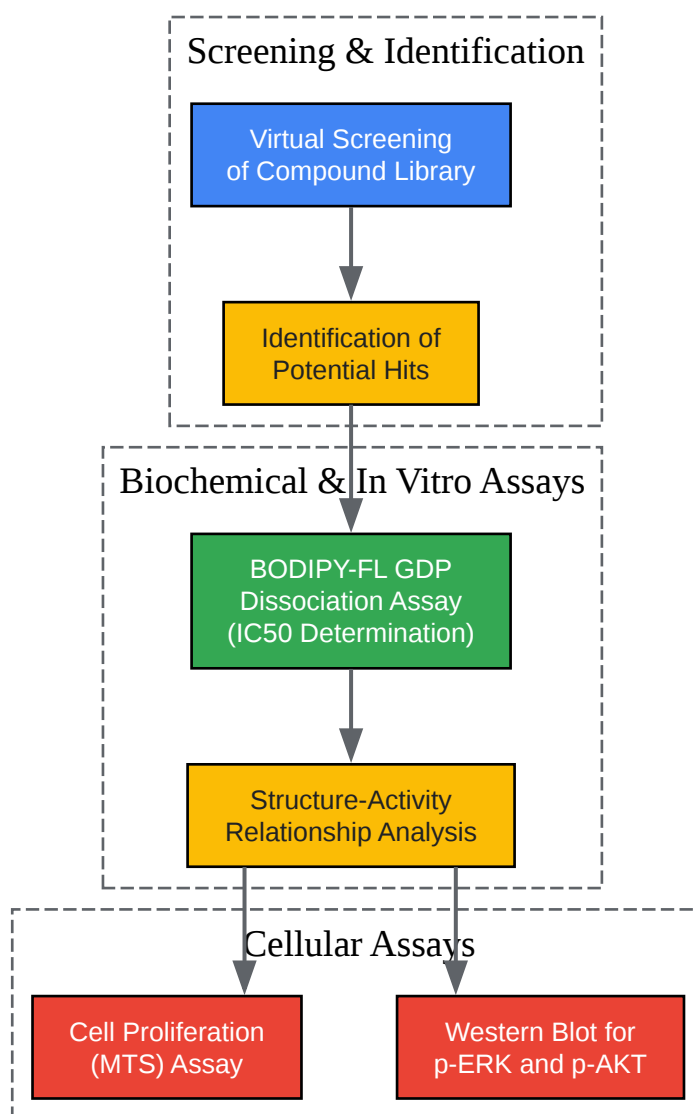 Screening & Identification
Virtual Screening
of Compound Library
Identification of
Potential Hits
Biochemical & In Vitro Assays
BODIPY-FL GDP
Dissociation Assay
(IC50 Determination)
Structure-Activity
Relationship Analysis
Cellular Assays
Cell Proliferation
(MTS) Assay
Western Blot for
p-ERK and p-AKT